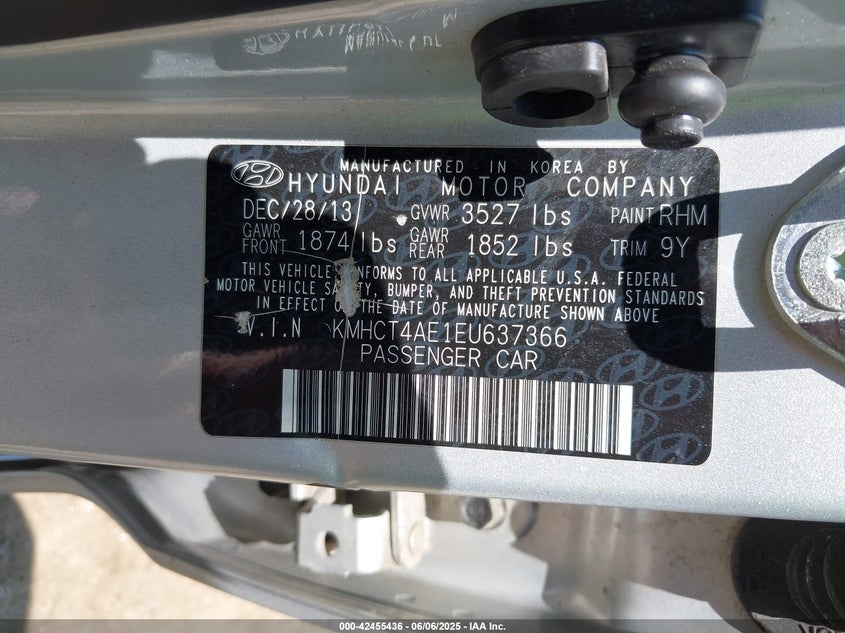 MANUFACTURED IN KOREA BY
HYUNDAI MOTOR COMPANY
DEC/28/13 GVWR 3527 lbs PAINT RHM
GAWR FRONT 1874 lbs GAWR REAR 1852 lbs TRIM 9Y
THIS VEHICLE CONFORMS TO ALL APPLICABLE U.S.A. FEDERAL
MOTOR VEHICLE SAFETY, BUMPER, AND THEFT PREVENTION STANDARDS
IN EFFECT ON THE DATE OF MANUFACTURE SHOWN ABOVE
V.I.N KMHCT4AE1EU637366
PASSENGER CAR
000-42455436 - 06/06/2025 - IAA Inc.